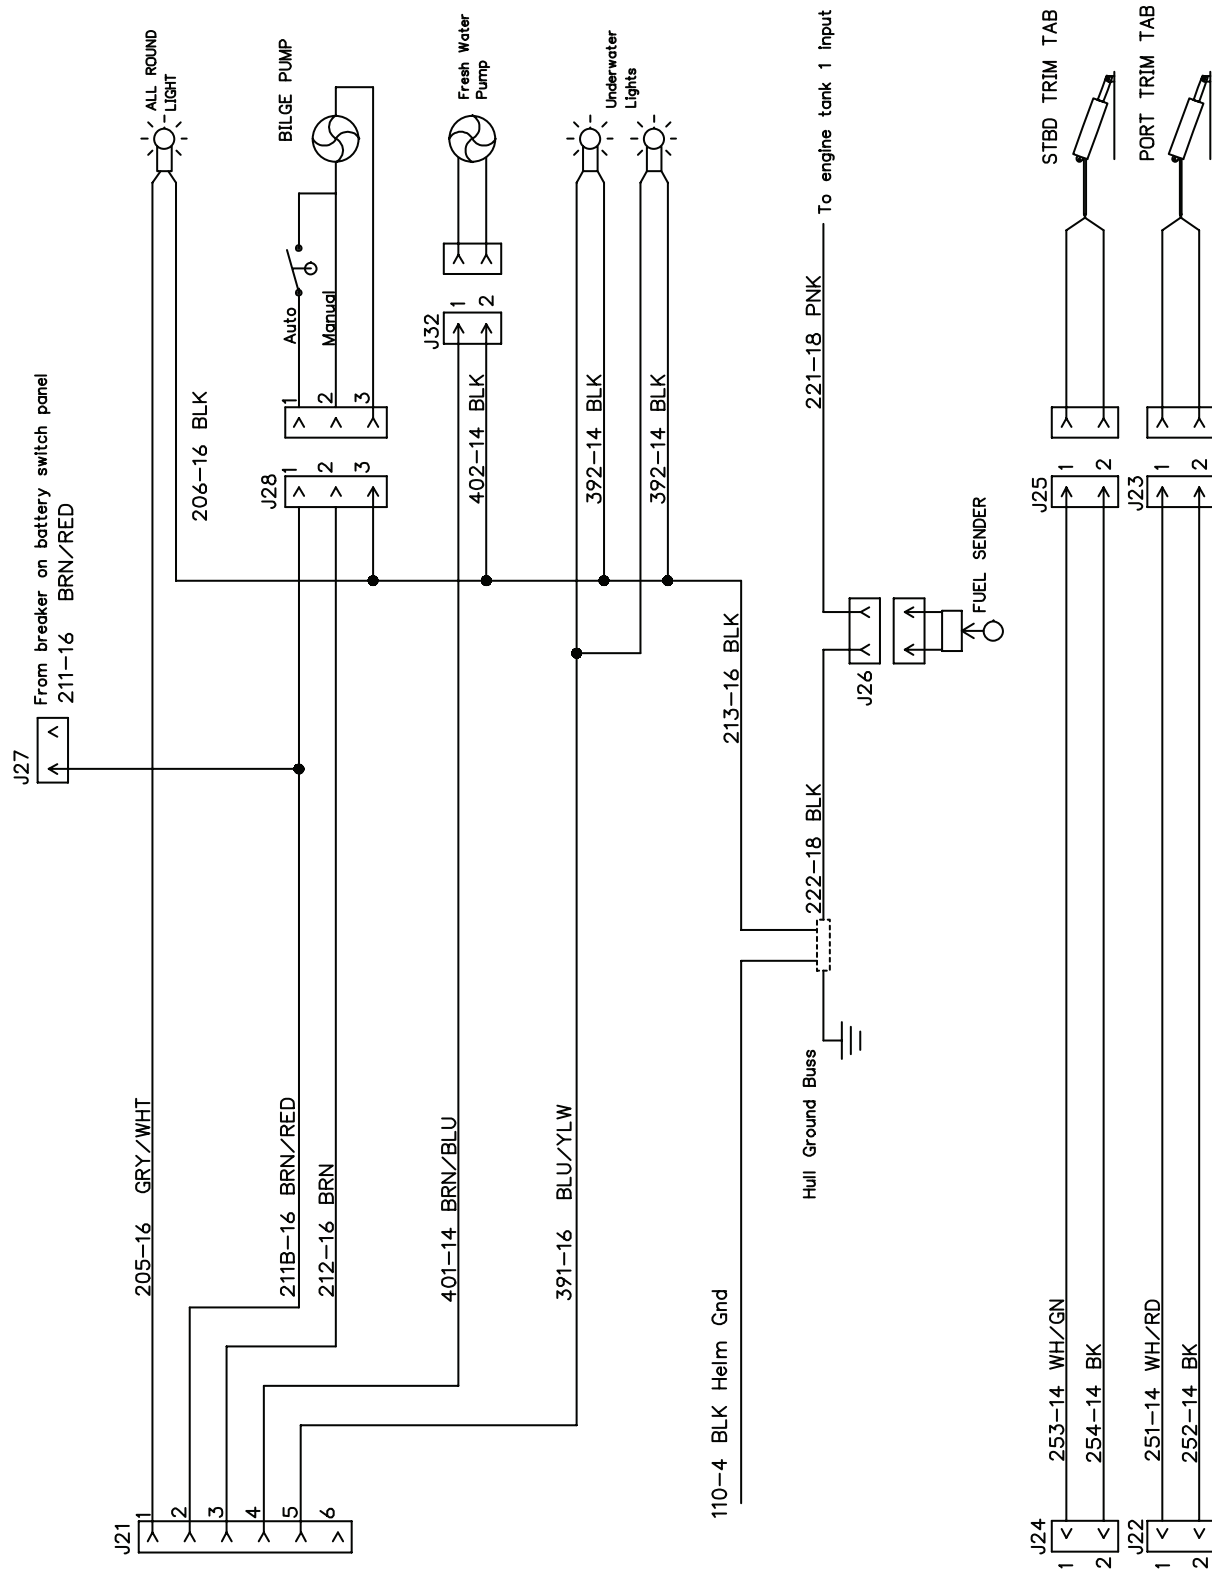 J27
From breaker on battery switch panel
211-16 BRN/RED
ALL ROUND
LIGHT
206-16 BLK
205-16 GRY/WHT
BILGE PUMP
Auto
Manual
1
2
3
J28
1
2
3
211B-16 BRN/RED
212-16 BRN
Fresh Water
Pump
J32
1
2
402-14 BLK
401-14 BRN/BLU
Underwater
Lights
392-14 BLK
392-14 BLK
391-16 BLU/YLW
J21
1
2
3
4
5
6
213-16 BLK
110-4 BLK Helm Gnd
To engine tank 1 input
221-18 PNK
222-18 BLK
J26
FUEL SENDER
Hull Ground Buss
STBD TRIM TAB
J25
1
2
253-14 WH/GN
254-14 BK
J24
1
2
PORT TRIM TAB
J23
1
2
251-14 WH/RD
252-14 BK
J22
1
2